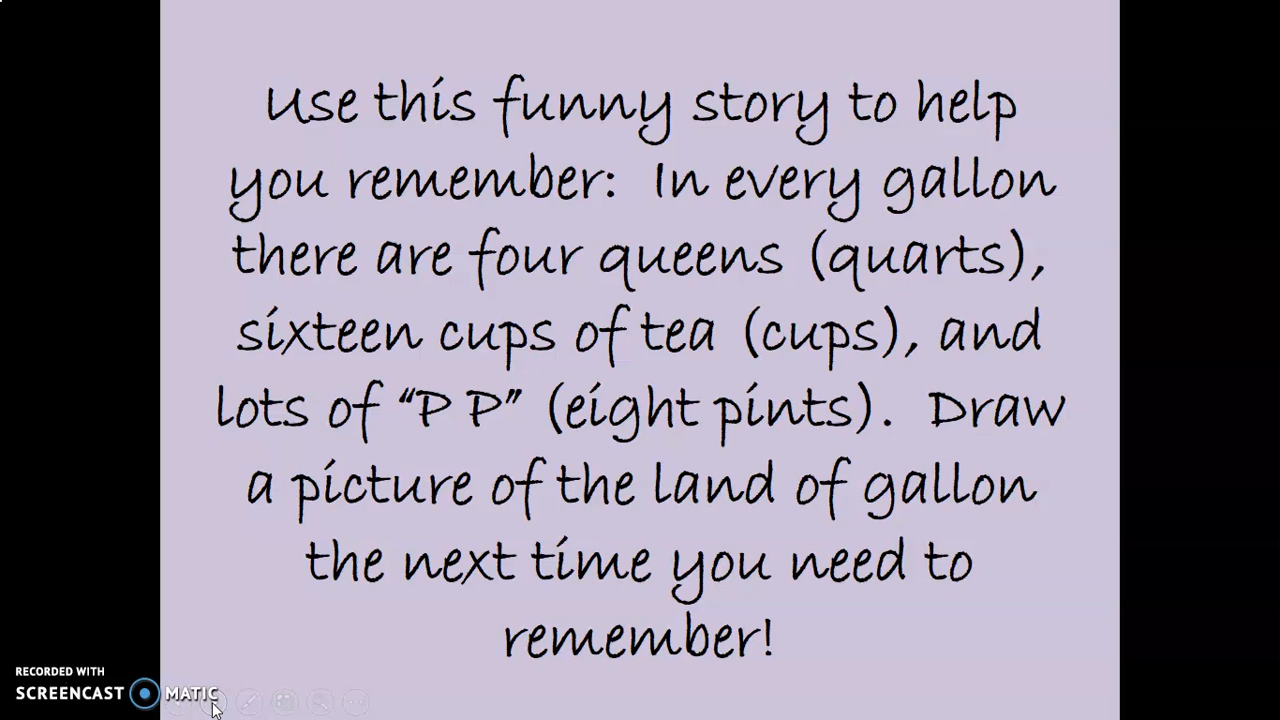 Use this funny story to help
you remember:  In every gallon
there are four queens (quarts),
sixteen cups of tea (cups), and
lots of “P P” (eight pints).  Draw
a picture of the land of gallon
the next time you need to
remember!
RECORDED WITH
SCREENCAST MATIC